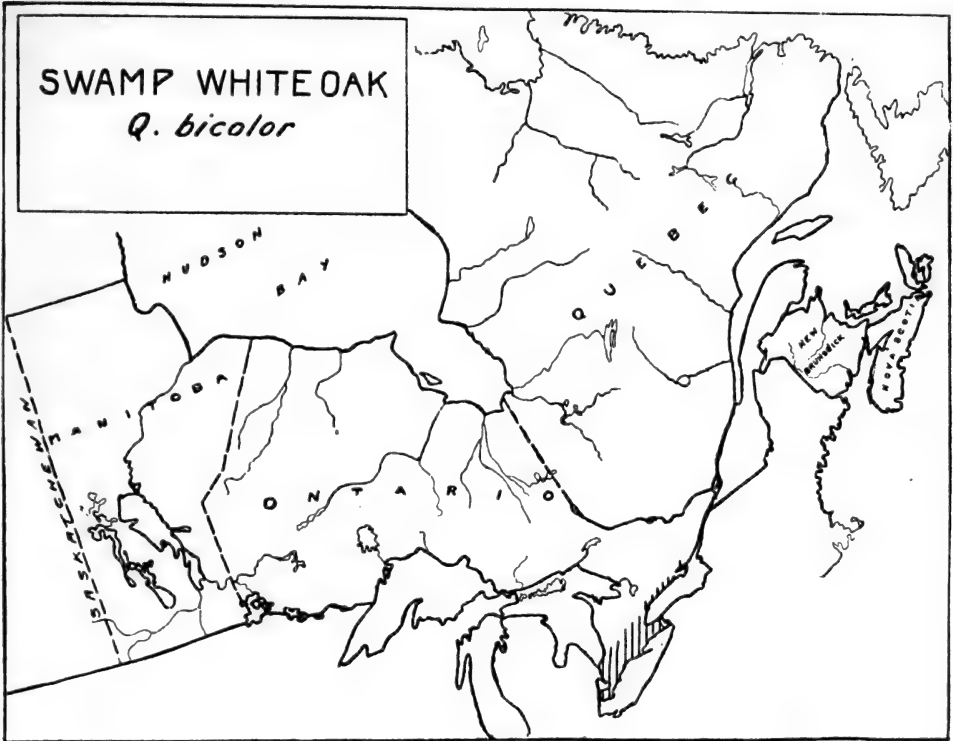 SWAMP WHITE OAK
Q. bicolor
HUDSON
BAY
QUEBEC
MANITOBA
SASKATCHEWAN
ONTARIO
NEW
BRUNSWICK
NOVA SCOTIA